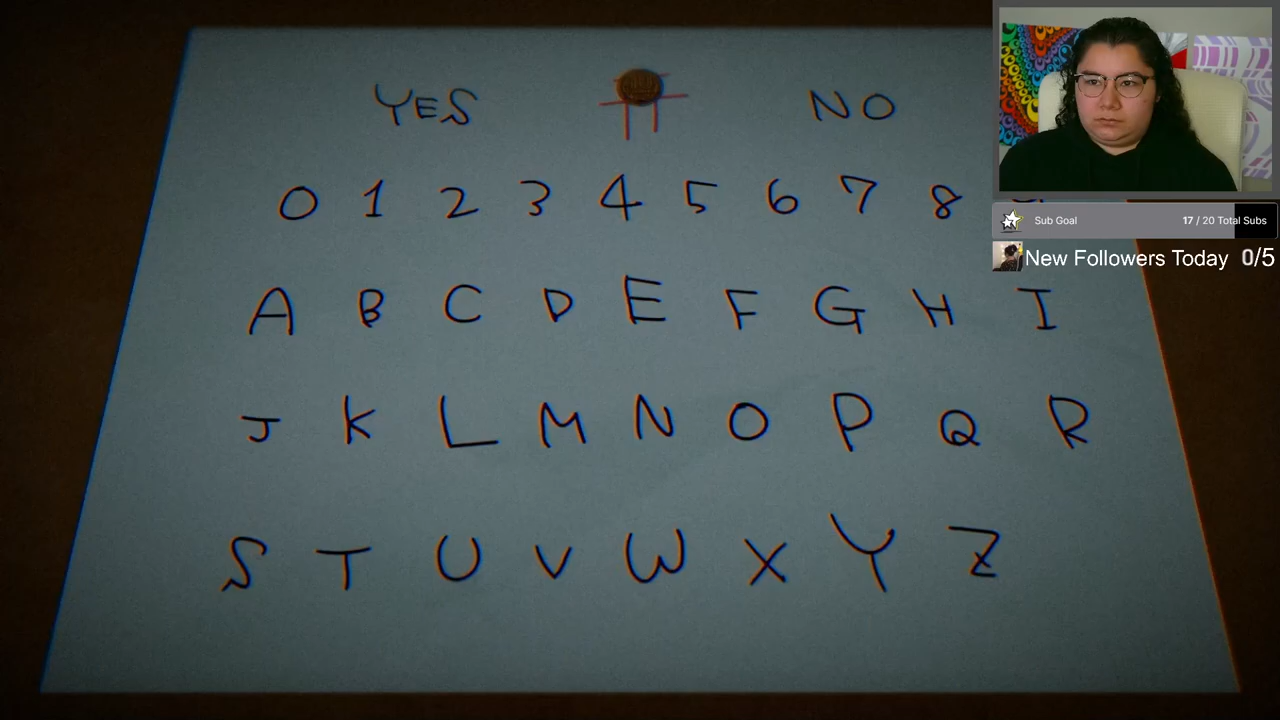 YES NO
0 1 2 3 4 5 6 7 8
A B C D E F G H I
J K L M N O P Q R
S T U V W X Y Z
Sub Goal 17 / 20 Total Subs
New Followers Today 0/5